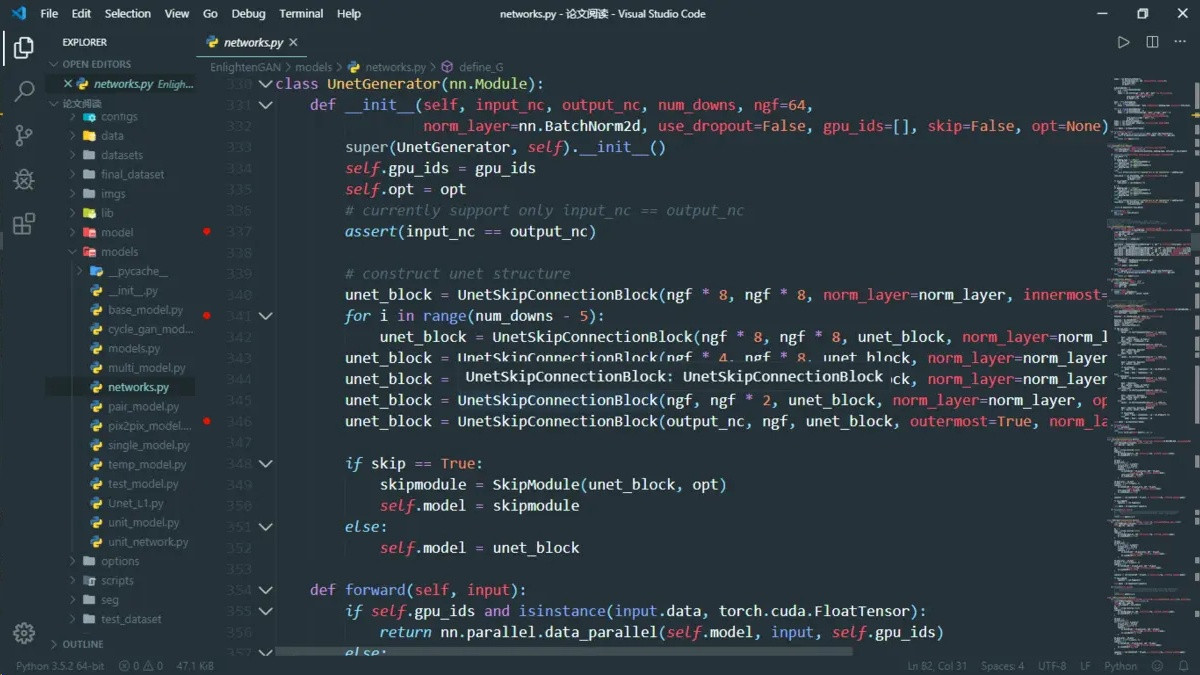 File Edit Selection View Go Debug Terminal Help
networks.py - 论文阅读 - Visual Studio Code
EXPLORER
OPEN EDITORS
networks.py Enlighten...
论文阅读
configs
data
datasets
final_dataset
imgs
lib
model
models
__pycache__
__init__.py
base_model.py
cycle_gan_mod...
models.py
multi_model.py
networks.py
pair_model.py
pix2pix_model....
single_model.py
temp_model.py
test_model.py
Unet_L1.py
unit_model.py
unit_network.py
options
scripts
seg
test_dataset
OUTLINE
networks.py
EnlightenGAN > models > networks.py > define_G
330 class UnetGenerator(nn.Module):
331 def __init__(self, input_nc, output_nc, num_downs, ngf=64,
332 norm_layer=nn.BatchNorm2d, use_dropout=False, gpu_ids=[], skip=False, opt=None)
333 super(UnetGenerator, self).__init__()
334 self.gpu_ids = gpu_ids
335 self.opt = opt
336 # currently support only input_nc == output_nc
337 assert(input_nc == output_nc)
338
339 # construct unet structure
340 unet_block = UnetSkipConnectionBlock(ngf * 8, ngf * 8, norm_layer=norm_layer, innermost=
341 for i in range(num_downs - 5):
342 unet_block = UnetSkipConnectionBlock(ngf * 8, ngf * 8, unet_block, norm_layer=norm_l
343 unet_block = UnetSkipConnectionBlock(ngf * 4, ngf * 8, unet_block, norm_layer=norm_layer
UnetSkipConnectionBlock: UnetSkipConnectionBlock
344 unet_block = ck, norm_layer=norm_layer
345 unet_block = UnetSkipConnectionBlock(ngf, ngf * 2, unet_block, norm_layer=norm_layer, op
346 unet_block = UnetSkipConnectionBlock(output_nc, ngf, unet_block, outermost=True, norm_la
347
348 if skip == True:
349 skipmodule = SkipModule(unet_block, opt)
350 self.model = skipmodule
351 else:
352 self.model = unet_block
353
354 def forward(self, input):
355 if self.gpu_ids and isinstance(input.data, torch.cuda.FloatTensor):
356 return nn.parallel.data_parallel(self.model, input, self.gpu_ids)
357 else:
Python 3.5.2 64-bit 0 0 47.1 KiB
Ln 82, Col 31 Spaces: 4 UTF-8 LF Python